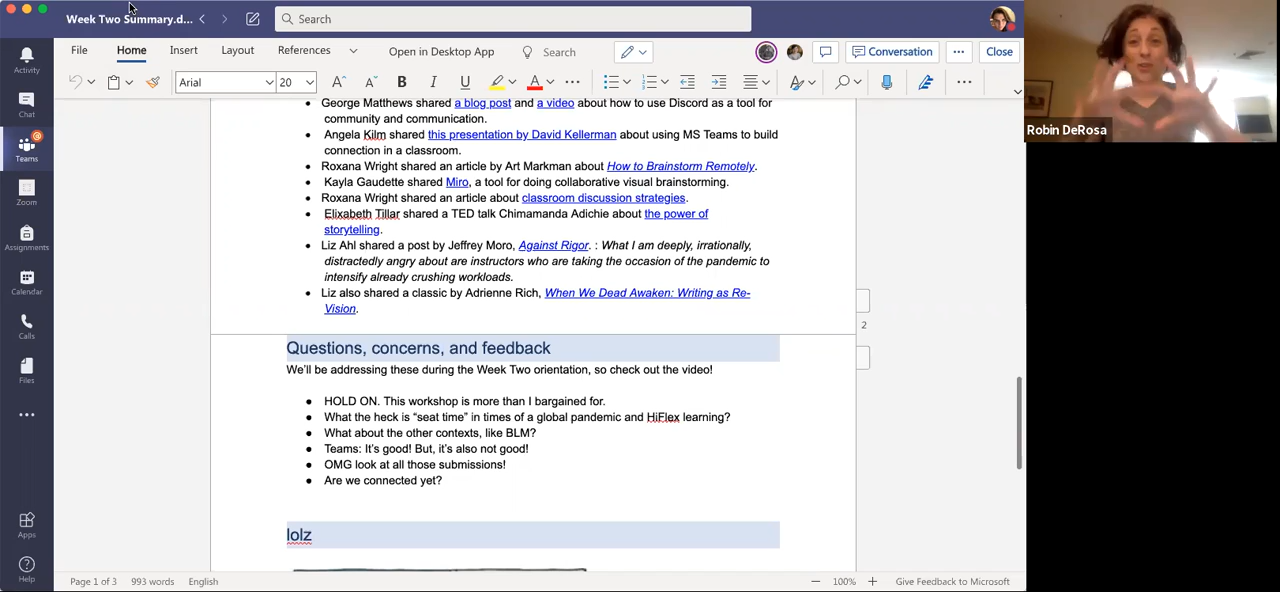 Week Two Summary.d...
Search
Activity
Chat
Teams
Zoom
Assignments
Calendar
Calls
Files
Apps
Help
File
Home
Insert
Layout
References
Open in Desktop App
Search
Conversation
Close
Arial
20
A
A
B
I
U
A
George Matthews shared a blog post and a video about how to use Discord as a tool for
community and communication.
Angela Kilm shared this presentation by David Kellerman about using MS Teams to build
connection in a classroom.
Roxana Wright shared an article by Art Markman about How to Brainstorm Remotely.
Kayla Gaudette shared Miro, a tool for doing collaborative visual brainstorming.
Roxana Wright shared an article about classroom discussion strategies.
Elixabeth Tillar shared a TED talk Chimamanda Adichie about the power of
storytelling.
Liz Ahl shared a post by Jeffrey Moro, Against Rigor. : What I am deeply, irrationally,
distractedly angry about are instructors who are taking the occasion of the pandemic to
intensify already crushing workloads.
Liz also shared a classic by Adrienne Rich, When We Dead Awaken: Writing as Re-
Vision.
2
Questions, concerns, and feedback
We'll be addressing these during the Week Two orientation, so check out the video!
HOLD ON. This workshop is more than I bargained for.
What the heck is “seat time” in times of a global pandemic and HiFlex learning?
What about the other contexts, like BLM?
Teams: It's good! But, it's also not good!
OMG look at all those submissions!
Are we connected yet?
lolz
Page 1 of 3
993 words
English
100%
Give Feedback to Microsoft
Robin DeRosa